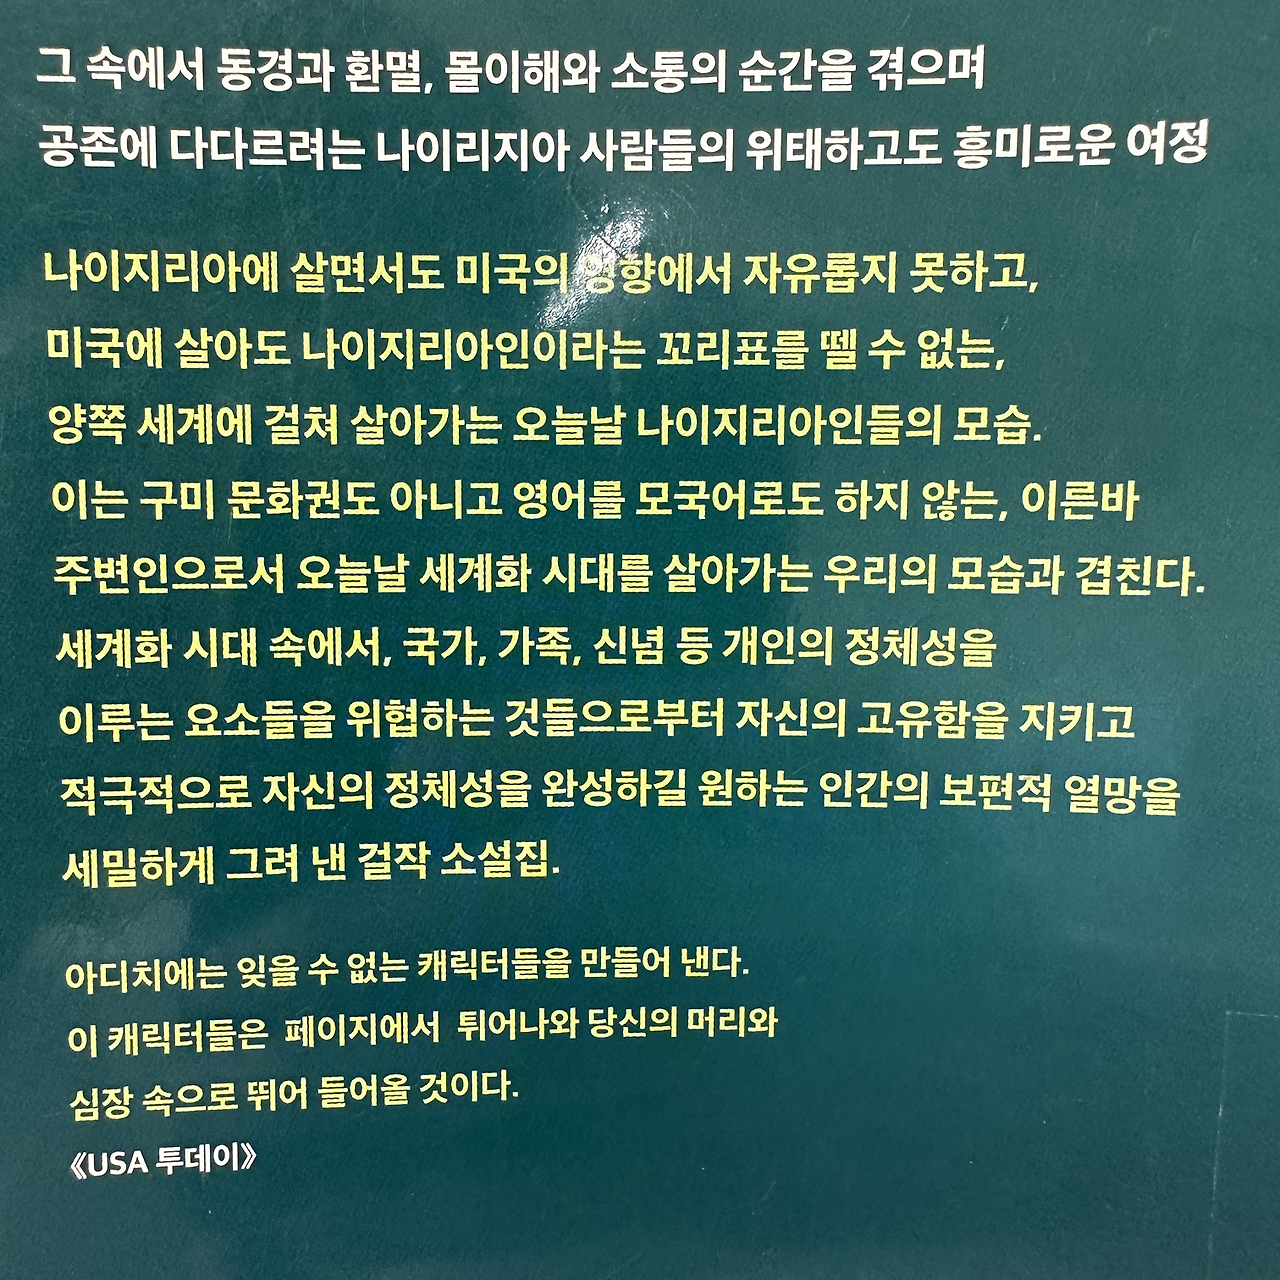 그 속에서 동경과 환멸, 몰이해와 소통의 순간을 겪으며
공존에 다다르려는 나이리지아 사람들의 위태하고도 흥미로운 여정
나이지리아에 살면서도 미국의 영향에서 자유롭지 못하고,
미국에 살아도 나이지리아인이라는 꼬리표를 뗄 수 없는,
양쪽 세계에 걸쳐 살아가는 오늘날 나이지리아인들의 모습.
이는 구미 문화권도 아니고 영어를 모국어로도 하지 않는, 이른바
주변인으로서 오늘날 세계화 시대를 살아가는 우리의 모습과 겹친다.
세계화 시대 속에서, 국가, 가족, 신념 등 개인의 정체성을
이루는 요소들을 위협하는 것들으로부터 자신의 고유함을 지키고
적극적으로 자신의 정체성을 완성하길 원하는 인간의 보편적 열망을
세밀하게 그려 낸 걸작 소설집.
아디치에는 잊을 수 없는 캐릭터들을 만들어 낸다.
이 캐릭터들은 페이지에서 튀어나와 당신의 머리와
심장 속으로 뛰어 들어올 것이다.
《USA 투데이》